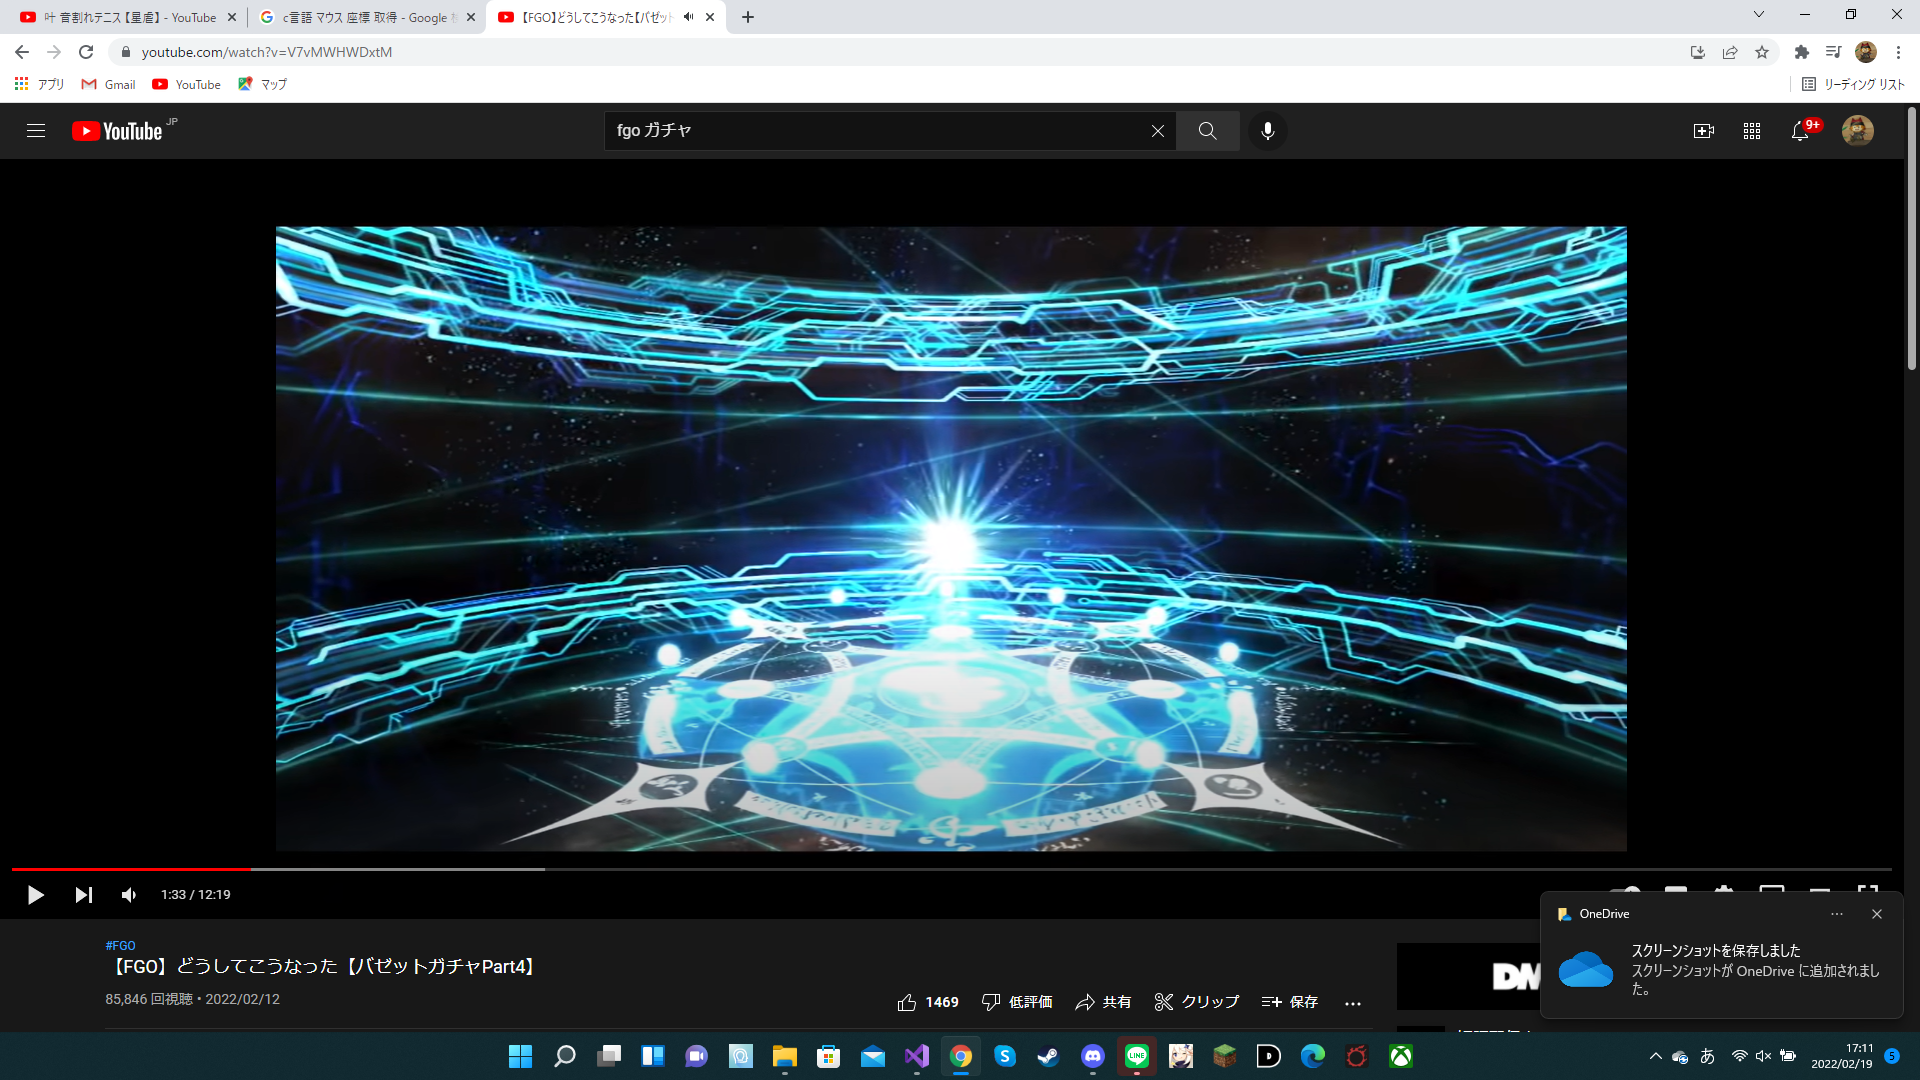 叶 音割れテニス【星虐】 - YouTube
c言語 マウス 座標 取得 - Google
【FGO】どうしてこうなった【バゼット
youtube.com/watch?v=V7vMWHWDxtM
アプリ
Gmail
YouTube
マップ
リーディング リスト
YouTube JP
fgo ガチャ
9+
1:33 / 12:19
OneDrive
スクリーンショットを保存しました
スクリーンショットが OneDrive に追加されまし
た。
#FGO
【FGO】どうしてこうなった【バゼットガチャPart4】
85,846 回視聴・2022/02/12
1469
低評価
共有
クリップ
保存
DM
LINE
あ
17:11
2022/02/19
5